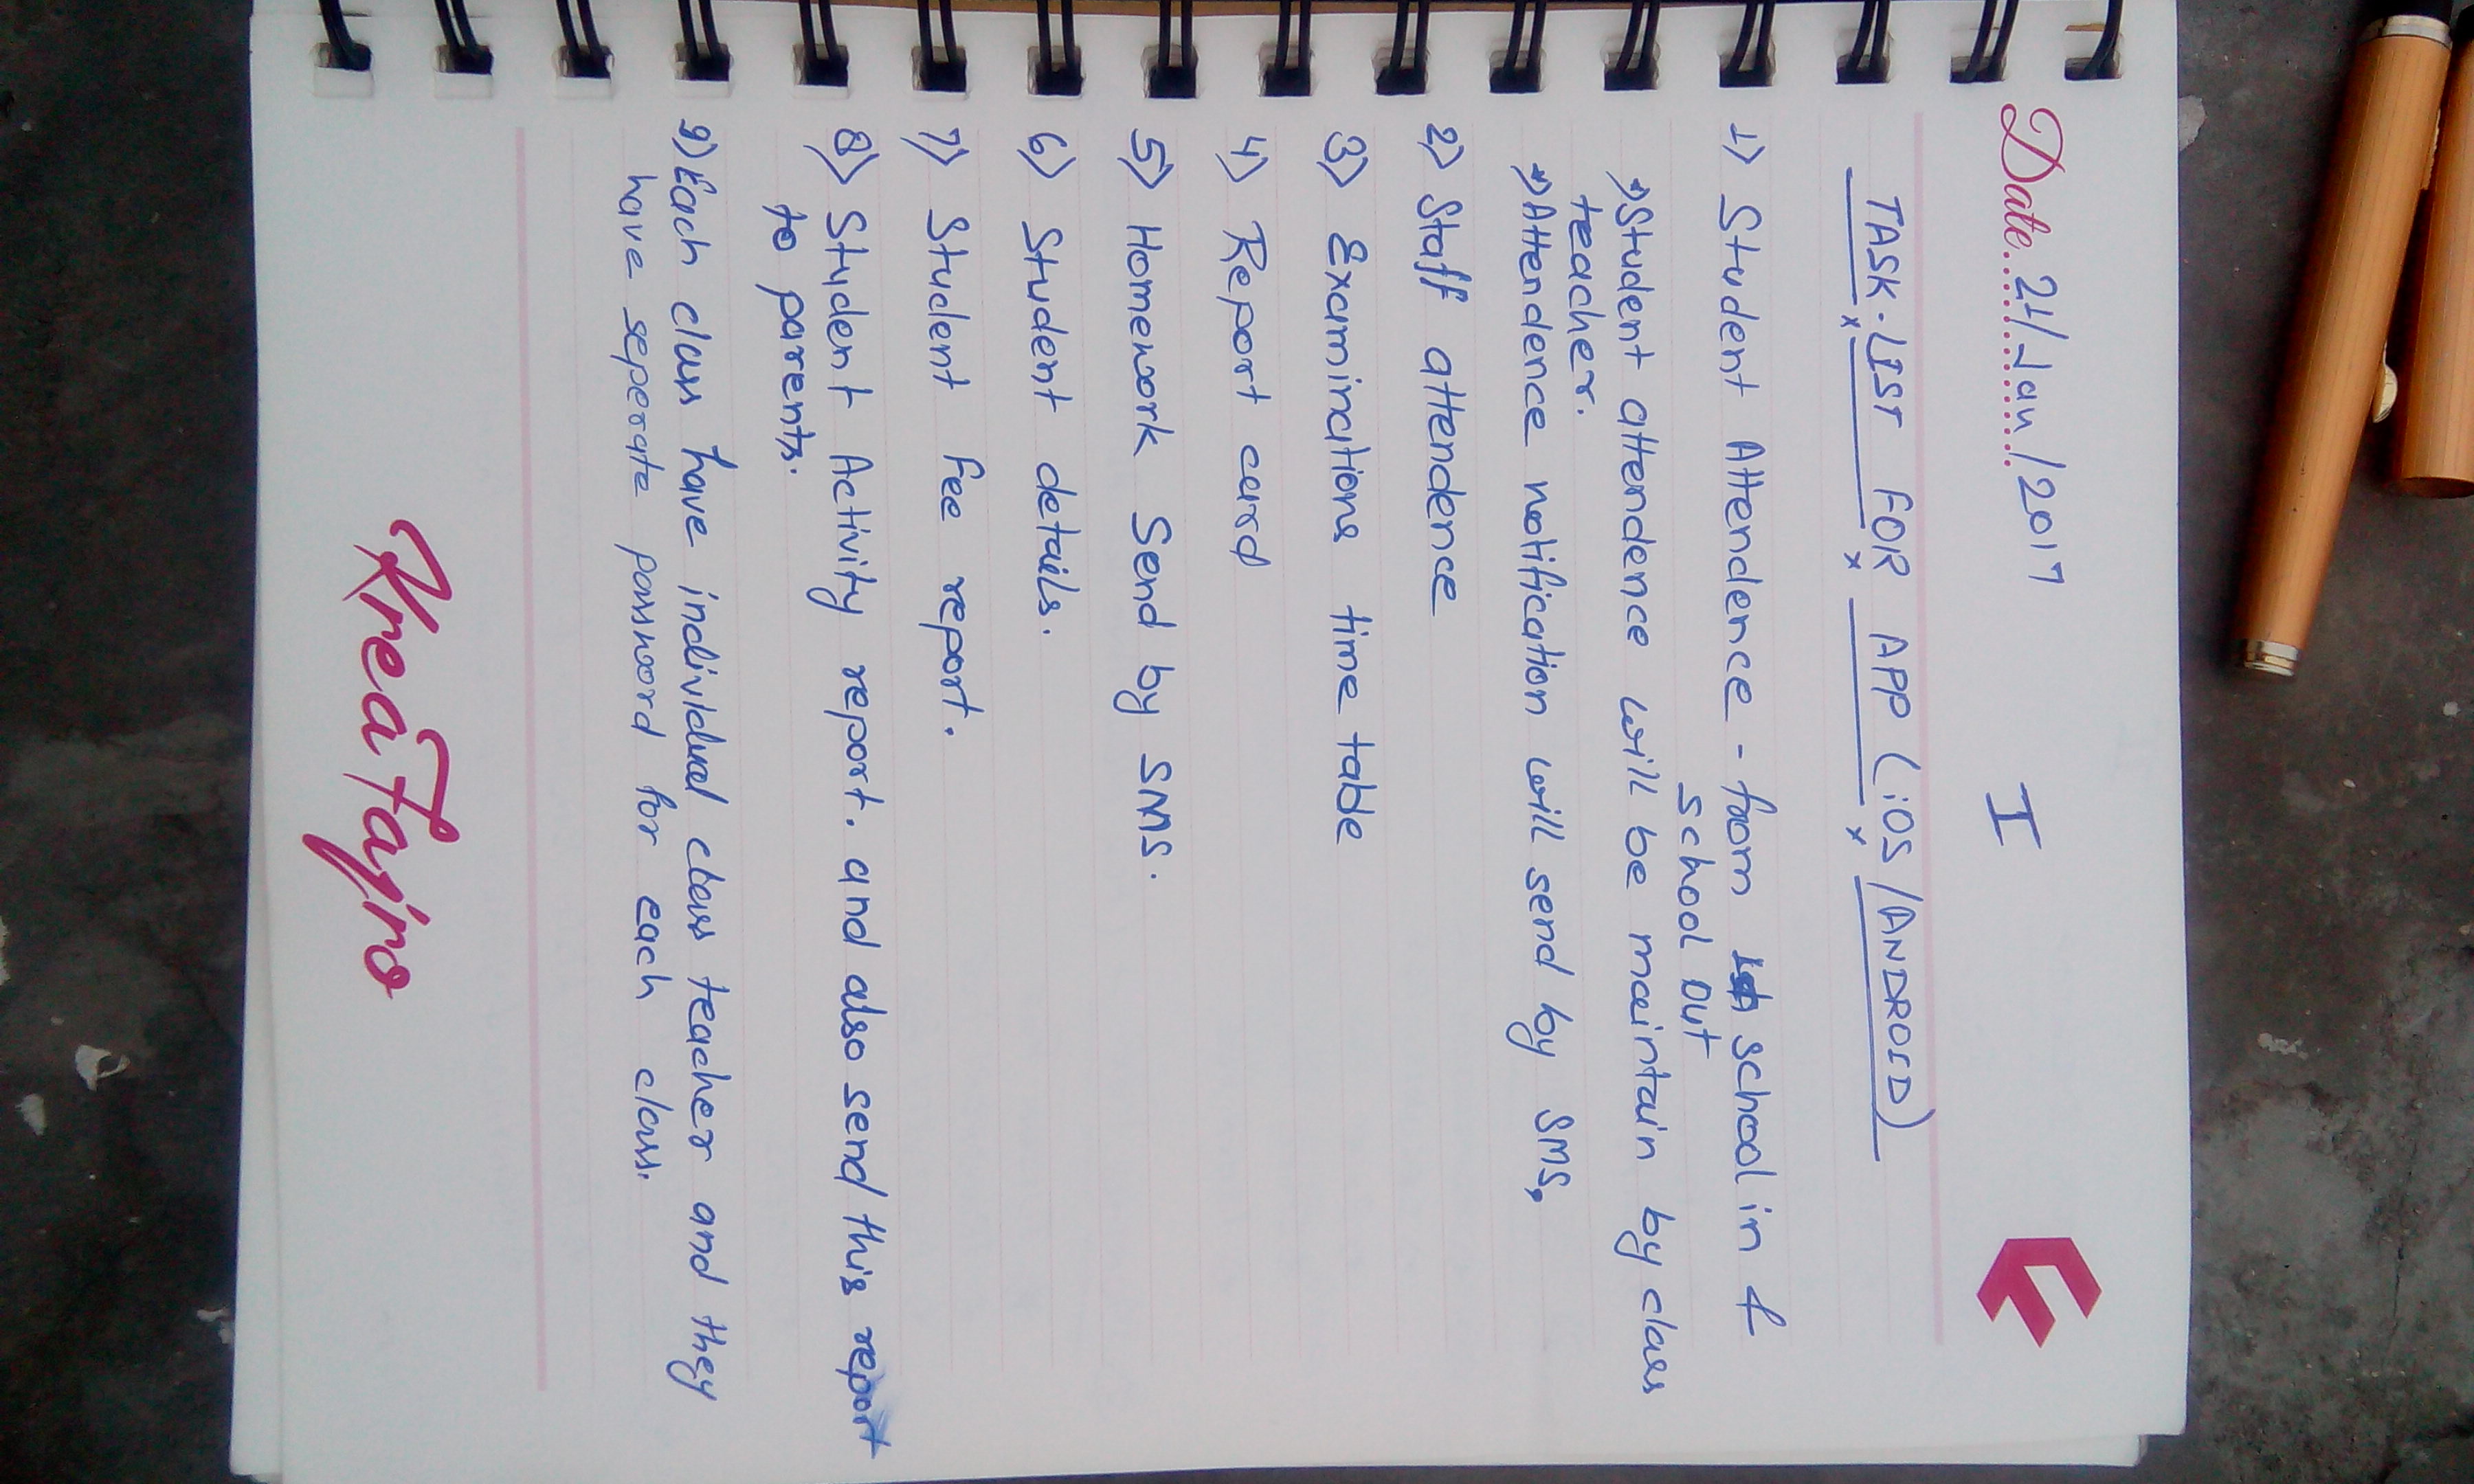 Date 21/Jan/2017
I
TASK-LIST FOR APP (iOS/ANDROID)
1) Student Attendence - from school in &
school out
→ Student attendence will be maintain by class
teacher.
→ Attendence notification will send by SMS.
2) Staff attendence
3) Examinations time table
4) Report card
5) Homework Send by SMS.
6) Student details.
7) Student Fee report.
8) Student Activity report. and also send this report
to parents.
9) Each class have individual class teacher and they
have seperate password for each class.
KreaFajro